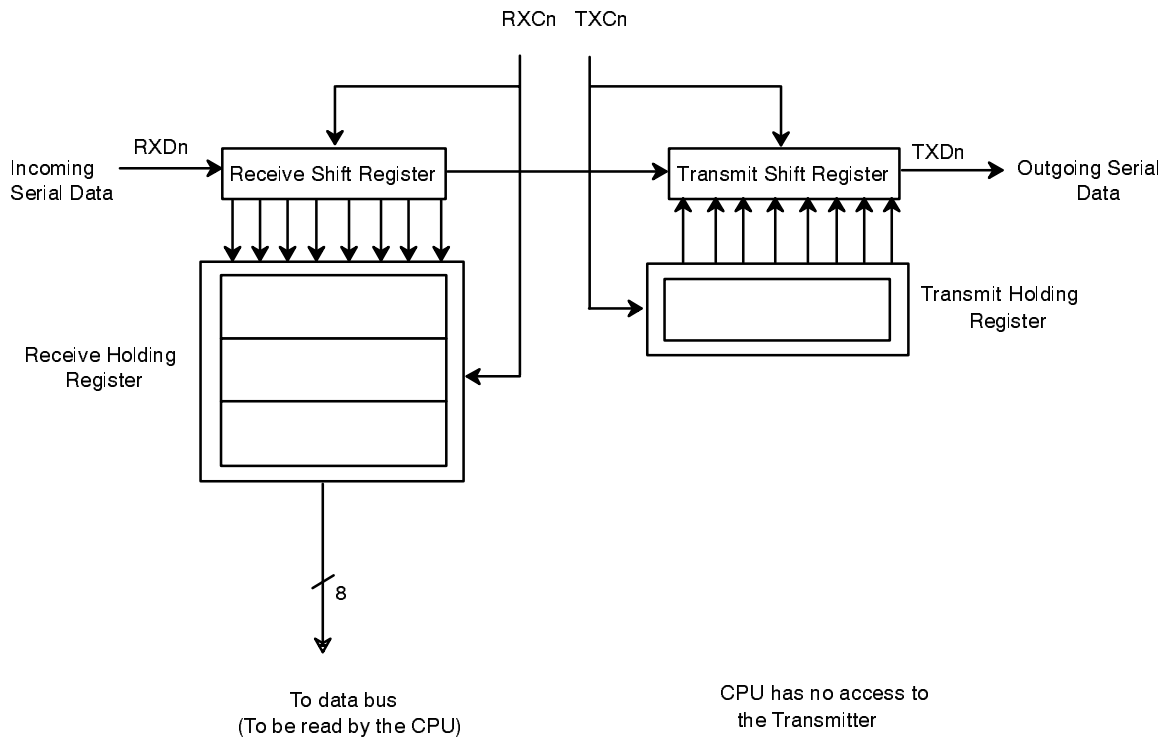 RXCn TXCn
RXDn
Incoming
Serial Data
Receive Shift Register
Transmit Shift Register
TXDn
Outgoing Serial
Data
Receive Holding
Register
Transmit Holding
Register
8
To data bus
(To be read by the CPU)
CPU has no access to
the Transmitter